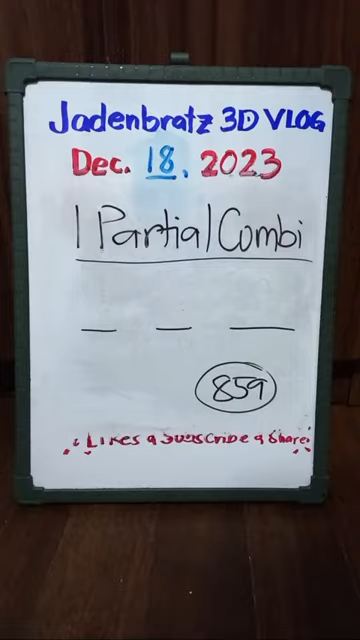 Jadenbratz 3D VLOG
Dec. 18. 2023
1 Partial Combi
859
Likes & Subscribe & Share